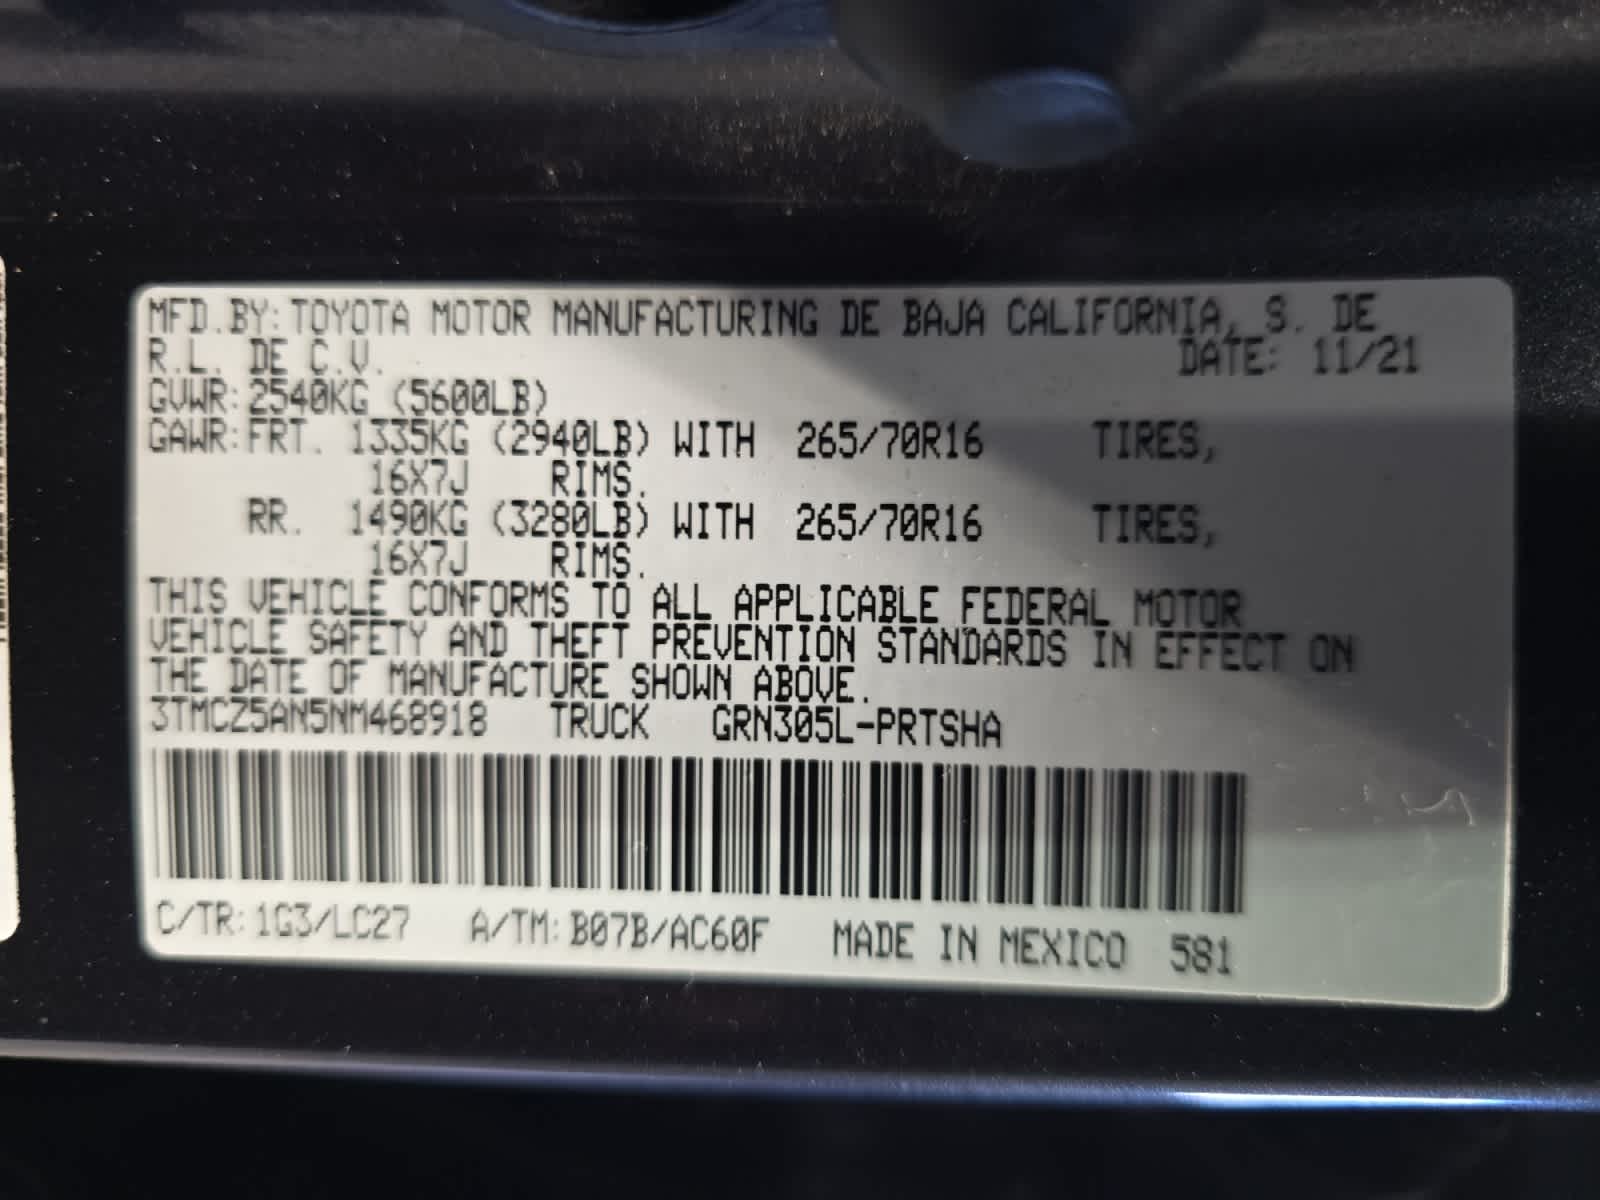 MFD.BY: TOYOTA MOTOR MANUFACTURING DE BAJA CALIFORNIA, S. DE
R.L. DE C.V. DATE: 11/21
GVWR: 2540KG (5600LB)
GAWR: FRT. 1335KG (2940LB) WITH 265/70R16 TIRES,
16X7J RIMS.
RR. 1490KG (3280LB) WITH 265/70R16 TIRES,
16X7J RIMS.
THIS VEHICLE CONFORMS TO ALL APPLICABLE FEDERAL MOTOR
VEHICLE SAFETY AND THEFT PREVENTION STANDARDS IN EFFECT ON
THE DATE OF MANUFACTURE SHOWN ABOVE.
3TMCZ5AN5NM468918 TRUCK GRN305L-PRTSHA
C/TR: 1G3/LC27 A/TM: B07B/AC60F MADE IN MEXICO 581